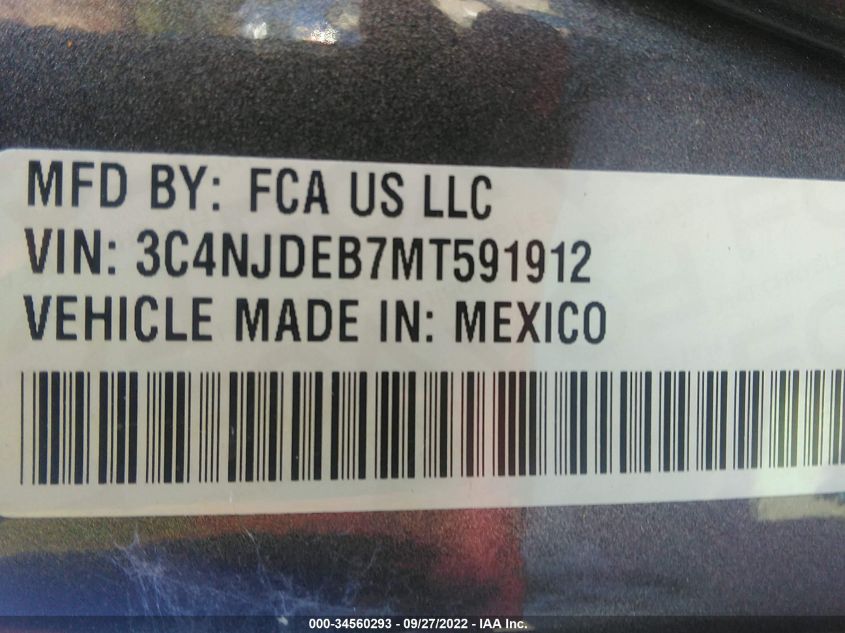 MFD BY: FCA US LLC
VIN: 3C4NJDEB7MT591912
VEHICLE MADE IN: MEXICO
000-34560293 - 09/27/2022 - IAA Inc.